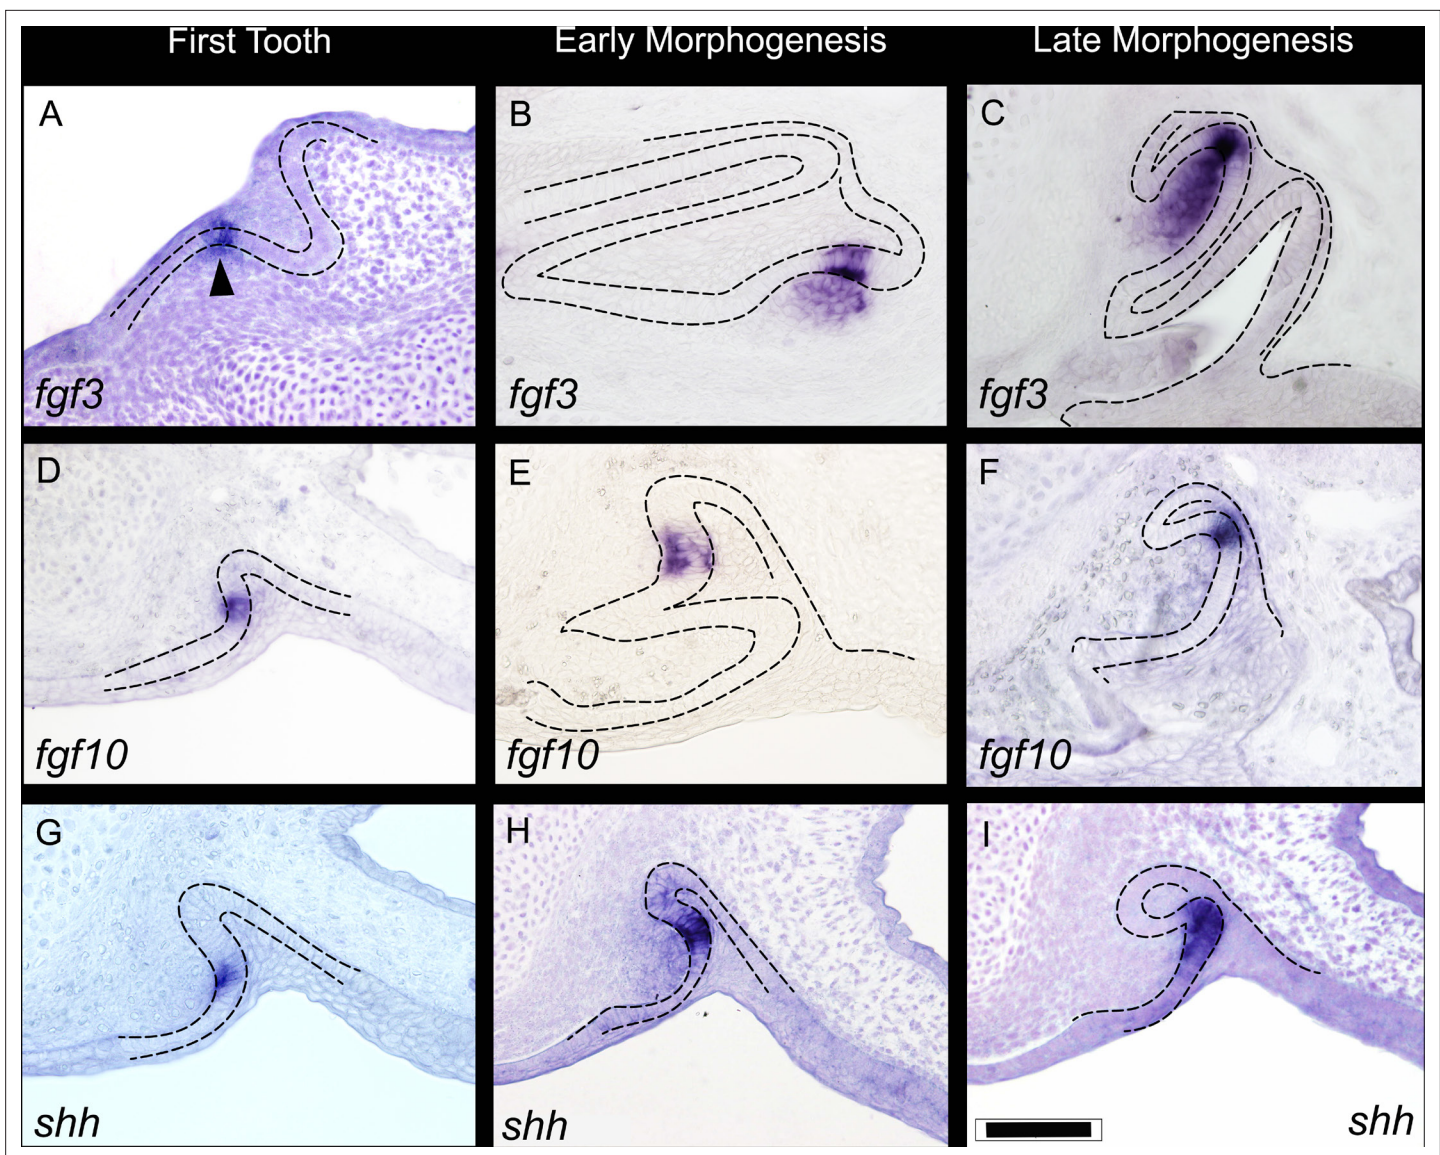 First Tooth Early Morphogenesis Late Morphogenesis
A B C
fgf3 fgf3 fgf3
D E F
fgf10 fgf10 fgf10
G H I
shh shh shh